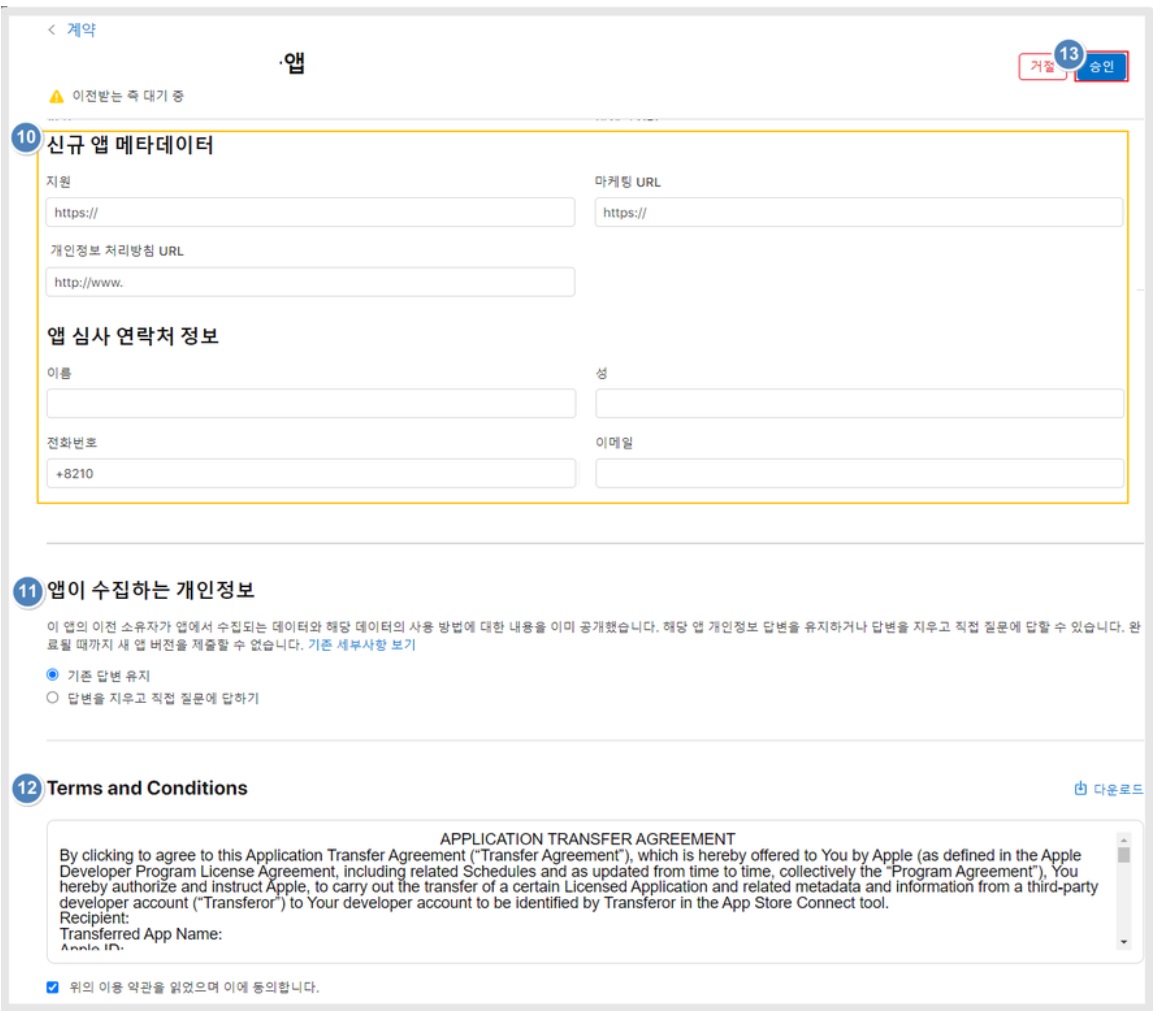 < 계약
앱
거절
13
승인
이전받는 측 대기 중
10
신규 앱 메타데이터
지원
마케팅 URL
https://
https://
개인정보 처리방침 URL
http://www.
앱 심사 연락처 정보
이름
성
전화번호
이메일
+8210
11
앱이 수집하는 개인정보
이 앱의 이전 소유자가 앱에서 수집되는 데이터와 해당 데이터의 사용 방법에 대한 내용을 이미 공개했습니다. 해당 앱 개인정보 답변을 유지하거나 답변을 지우고 직접 질문에 답할 수 있습니다. 완
료될 때까지 새 앱 버전을 제출할 수 없습니다. 기존 세부사항 보기
기존 답변 유지
답변을 지우고 직접 질문에 답하기
12
Terms and Conditions
다운로드
APPLICATION TRANSFER AGREEMENT
By clicking to agree to this Application Transfer Agreement (“Transfer Agreement”), which is hereby offered to You by Apple (as defined in the Apple
Developer Program License Agreement, including related Schedules and as updated from time to time, collectively the “Program Agreement”), You
hereby authorize and instruct Apple, to carry out the transfer of a certain Licensed Application and related metadata and information from a third-party
developer account (“Transferor”) to Your developer account to be identified by Transferor in the App Store Connect tool.
Recipient:
Transferred App Name:
Apple ID:
위의 이용 약관을 읽었으며 이에 동의합니다.